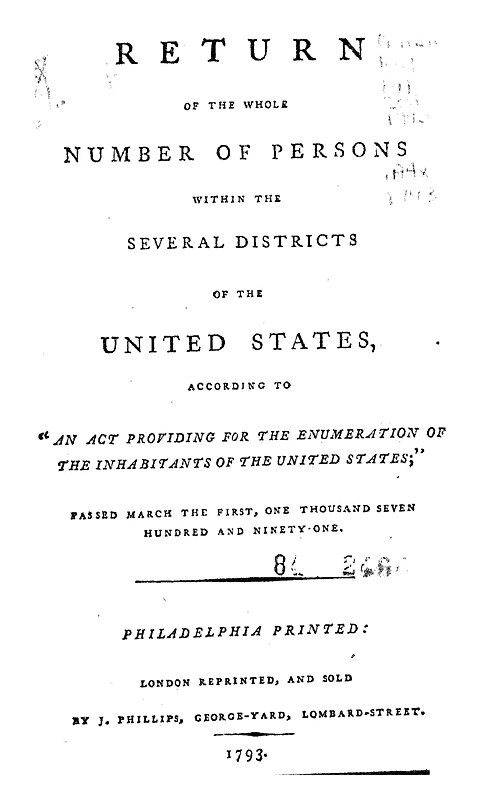 RETURN
OF THE WHOLE
NUMBER OF PERSONS
WITHIN THE
SEVERAL DISTRICTS
OF THE
UNITED STATES,
ACCORDING TO
"AN ACT PROVIDING FOR THE ENUMERATION OF
THE INHABITANTS OF THE UNITED STATES;"
PASSED MARCH THE FIRST, ONE THOUSAND SEVEN
HUNDRED AND NINETY-ONE.
PHILADELPHIA PRINTED:
LONDON REPRINTED, AND SOLD
BY J. PHILLIPS, GEORGE-YARD, LOMBARD-STREET.
1793.